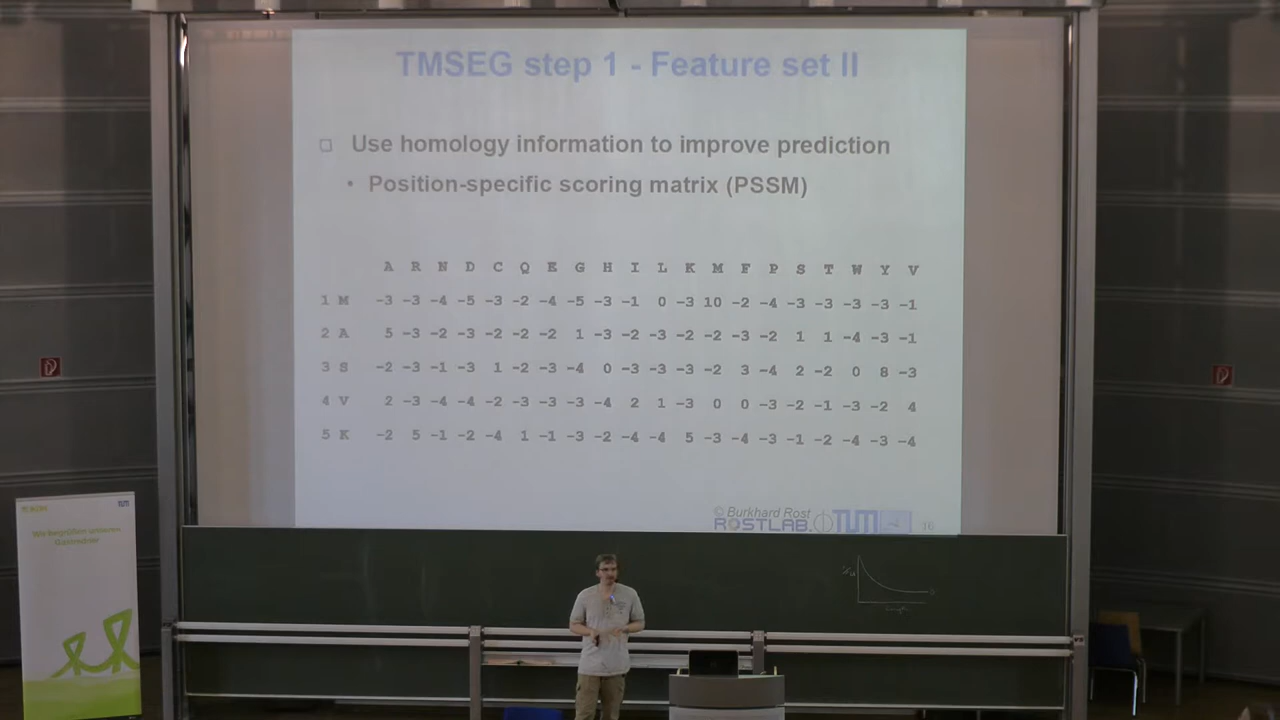 TMSEG step 1 - Feature set II
Use homology information to improve prediction
• Position-specific scoring matrix (PSSM)
A R N D C Q E G H I L K M F P S T W Y V
1 M -3 -3 -4 -5 -3 -2 -4 -5 -3 -1 0 -3 10 -2 -4 -3 -3 -3 -3 -1
2 A 5 -3 -2 -3 -2 -2 -2 1 -3 -2 -3 -2 -2 -3 -2 1 1 -4 -3 -1
3 S -2 -3 -1 -3 1 -2 -3 -4 0 -3 -3 -3 -2 3 -4 2 -2 0 8 -3
4 V 2 -3 -4 -4 -2 -3 -3 -3 -4 2 1 -3 0 0 -3 -2 -1 -3 -2 4
5 K -2 5 -1 -2 -4 1 -1 -3 -2 -4 -4 5 -3 -4 -3 -1 -2 -4 -3 -4
© Burkhard Rost
ROSTLAB. TUM 16
TUM